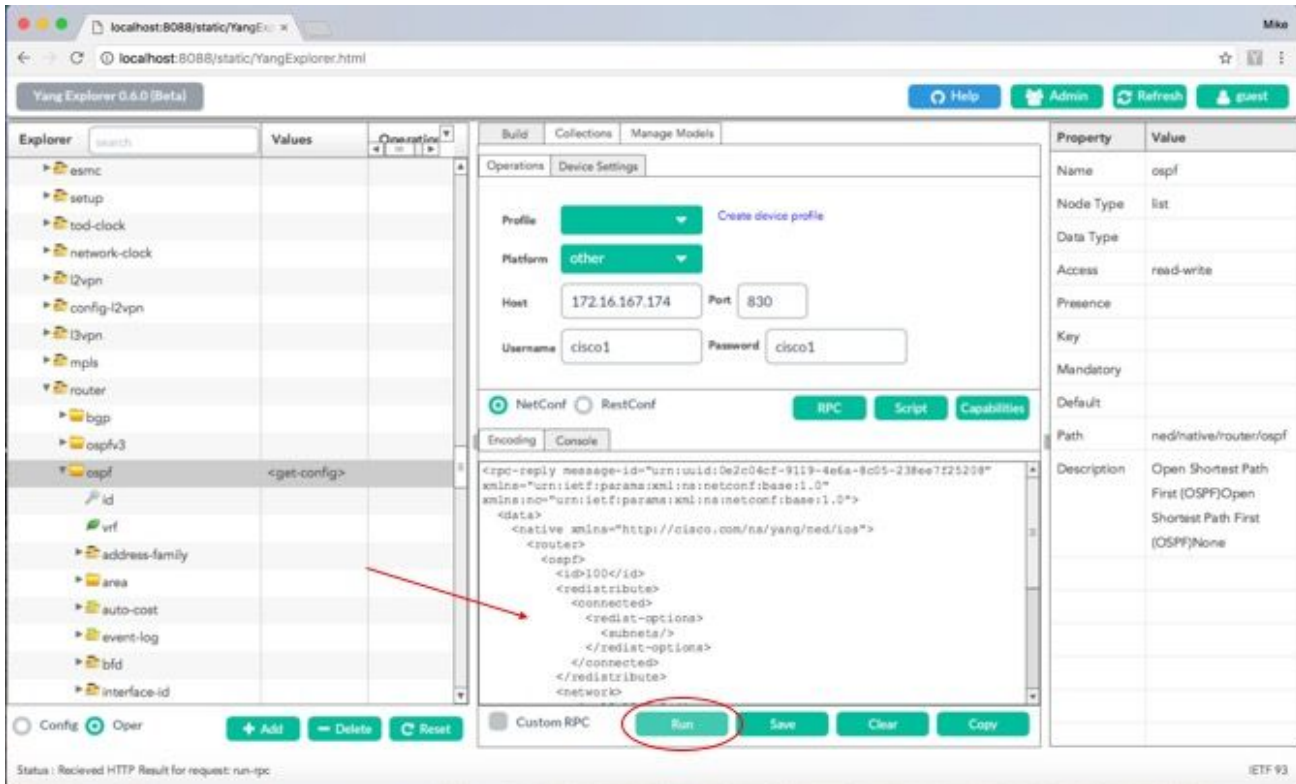 localhost:8088/static/YangEx
Mike
localhost:8088/static/YangExplorer.html
Yang Explorer 0.6.0 (Beta)
Help
Admin
Refresh
guest
Explorer
search
Values
Operation
esmc
setup
tod-clock
network-clock
l2vpn
config-l2vpn
l3vpn
mpls
router
bgp
ospfv3
ospf <get-config>
id
vrf
address-family
area
auto-cost
event-log
bfd
interface-id
Config
Oper
Add
Delete
Reset
Build
Collections
Manage Models
Operations
Device Settings
Profile
Create device profile
Platform other
Host 172.16.167.174 Port 830
Username cisco1 Password cisco1
NetConf
RestConf
RPC
Script
Capabilities
Encoding
Console
<rpc-reply message-id="urn:uuid:0e2c04cf-9119-4e6a-8c05-238ee7f25208"
xmlns="urn:ietf:params:xml:ns:netconf:base:1.0"
xmlns:nc="urn:ietf:params:xml:ns:netconf:base:1.0">
<data>
<native xmlns="http://cisco.com/ns/yang/ned/ios">
<router>
<ospf>
<id>100</id>
<redistribute>
<connected>
<redist-options>
<subnets/>
</redist-options>
</connected>
</redistribute>
<network>
Custom RPC
Run
Save
Clear
Copy
Property Value
Name ospf
Node Type list
Data Type
Access read-write
Presence
Key
Mandatory
Default
Path ned/native/router/ospf
Description Open Shortest Path
First (OSPF)Open
Shortest Path First
(OSPF)None
Status : Recieved HTTP Result for request: run-rpc
IETF 93